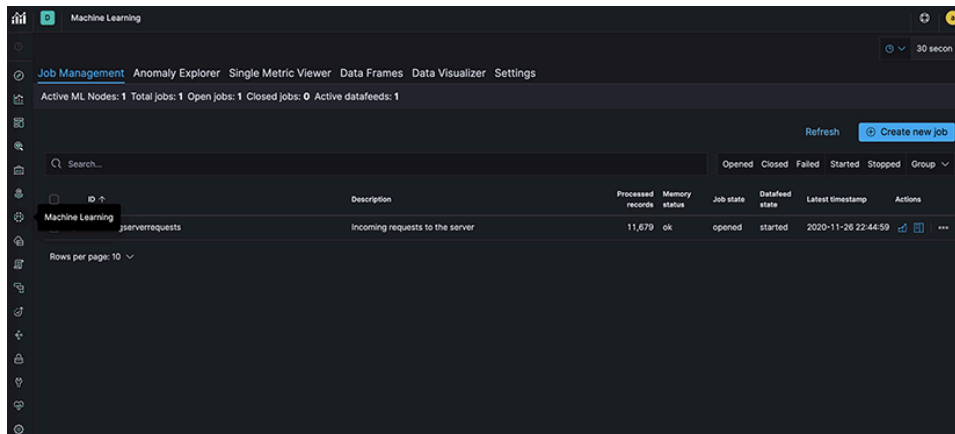 D Machine Learning
30 secon
Job Management Anomaly Explorer Single Metric Viewer Data Frames Data Visualizer Settings
Active ML Nodes: 1 Total jobs: 1 Open jobs: 1 Closed jobs: 0 Active datafeeds: 1
Refresh Create new job
Search... Opened Closed Failed Started Stopped Group
ID Description Processed records Memory status Job state Datafeed state Latest timestamp Actions
Machine Learning
gserverrequests Incoming requests to the server 11,679 ok opened started 2020-11-26 22:44:59
Rows per page: 10